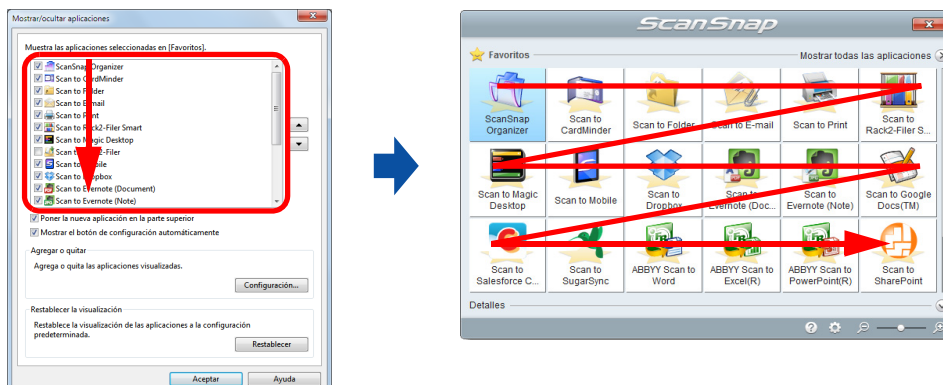 Mostrar/ocultar aplicaciones
Muestra las aplicaciones seleccionadas en [Favoritos].
ScanSnap Organizer
Scan to CardMinder
Scan to Folder
Scan to E-mail
Scan to Print
Scan to Rack2-Filer Smart
Scan to Magic Desktop
Scan to Rack2-Filer
Scan to Mobile
Scan to Dropbox
Scan to Evernote (Document)
Scan to Evernote (Note)
Poner la nueva aplicación en la parte superior
Mostrar el botón de configuración automáticamente
Agregar o quitar
Agrega o quita las aplicaciones visualizadas.
Configuración...
Restablecer la visualización
Restablece la visualización de las aplicaciones a la configuración
predeterminada.
Restablecer
Aceptar Ayuda
ScanSnap
Favoritos Mostrar todas las aplicaciones
ScanSnap Organizer
Scan to CardMinder
Scan to Folder
Scan to E-mail
Scan to Print
Scan to Rack2-Filer S...
Scan to Magic Desktop
Scan to Mobile
Scan to Dropbox
Scan to Evernote (Doc...
Scan to Evernote (Note)
Scan to Google Docs(TM)
Scan to Salesforce C...
Scan to SugarSync
ABBYY Scan to Word
ABBYY Scan to Excel(R)
ABBYY Scan to PowerPoint(R)
Scan to SharePoint
Detalles